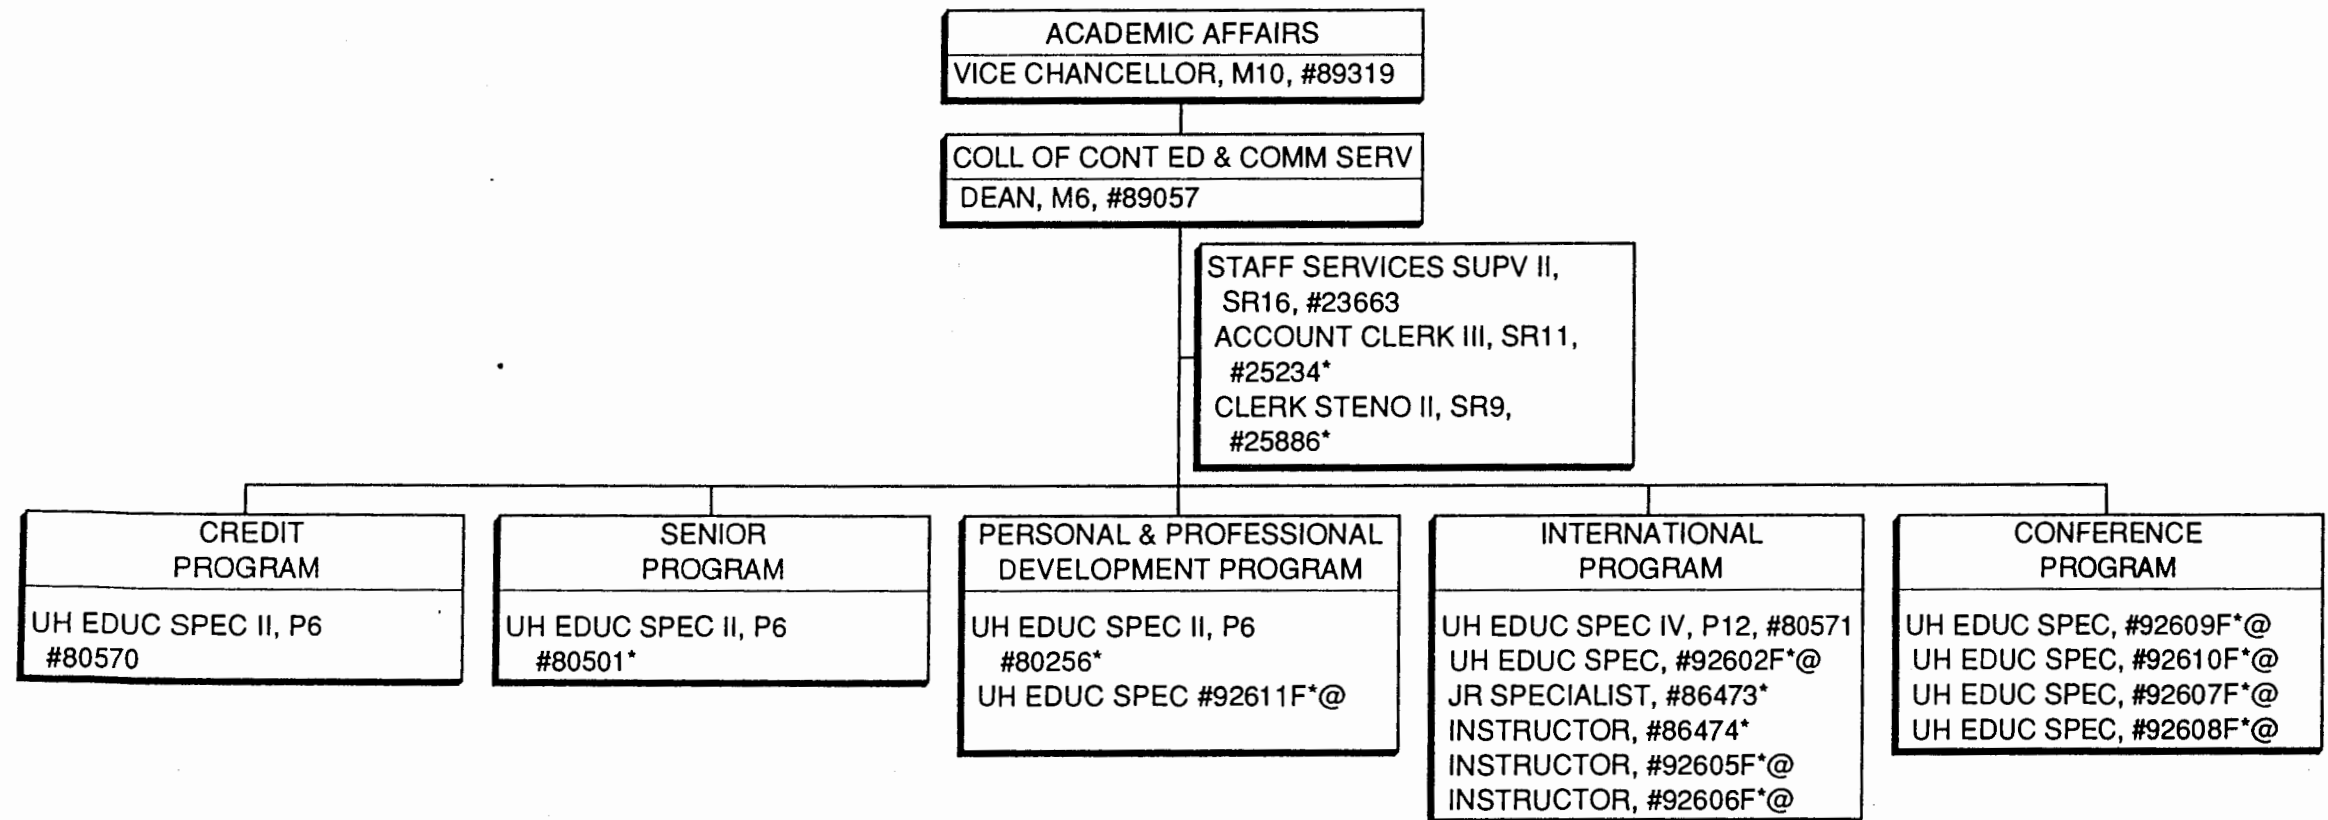 ACADEMIC AFFAIRS
VICE CHANCELLOR, M10, #89319
COLL OF CONT ED & COMM SERV
DEAN, M6, #89057
STAFF SERVICES SUPV II,
SR16, #23663
ACCOUNT CLERK III, SR11,
#25234*
CLERK STENO II, SR9,
#25886*
CREDIT
PROGRAM
UH EDUC SPEC II, P6
#80570
SENIOR
PROGRAM
UH EDUC SPEC II, P6
#80501*
PERSONAL & PROFESSIONAL
DEVELOPMENT PROGRAM
UH EDUC SPEC II, P6
#80256*
UH EDUC SPEC #92611F*@
INTERNATIONAL
PROGRAM
UH EDUC SPEC IV, P12, #80571
UH EDUC SPEC, #92602F*@
JR SPECIALIST, #86473*
INSTRUCTOR, #86474*
INSTRUCTOR, #92605F*@
INSTRUCTOR, #92606F*@
CONFERENCE
PROGRAM
UH EDUC SPEC, #92609F*@
UH EDUC SPEC, #92610F*@
UH EDUC SPEC, #92607F*@
UH EDUC SPEC, #92608F*@